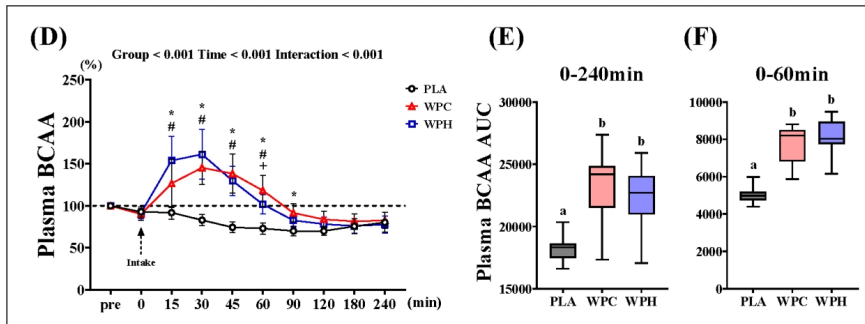 (D)
Group < 0.001 Time < 0.001 Interaction < 0.001
(%)
250
200
150
100
50
0
Plasma BCAA
PLA
WPC
WPH
*
#
*
#
*
#
*
#
+
*
Intake
pre 0 15 30 45 60 90 120 180 240 (min)
(E)
0-240min
Plasma BCAA AUC
30000
25000
20000
15000
a
b
b
PLA WPC WPH
(F)
0-60min
10000
8000
6000
4000
2000
0
a
b
b
PLA WPC WPH